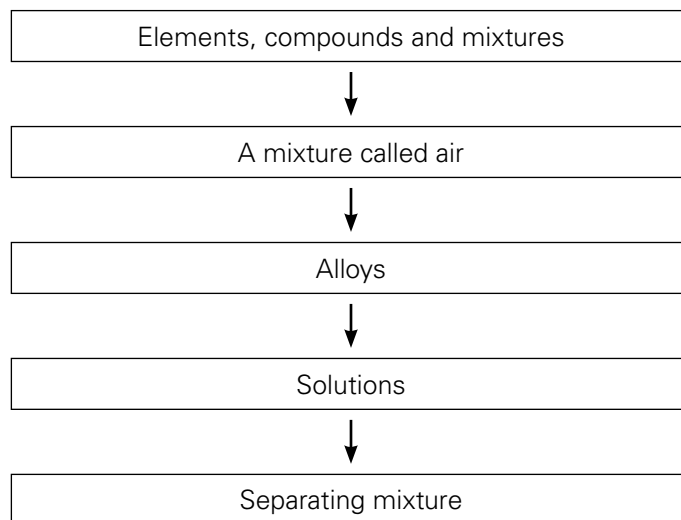 Elements, compounds and mixtures
A mixture called air
Alloys
Solutions
Separating mixture